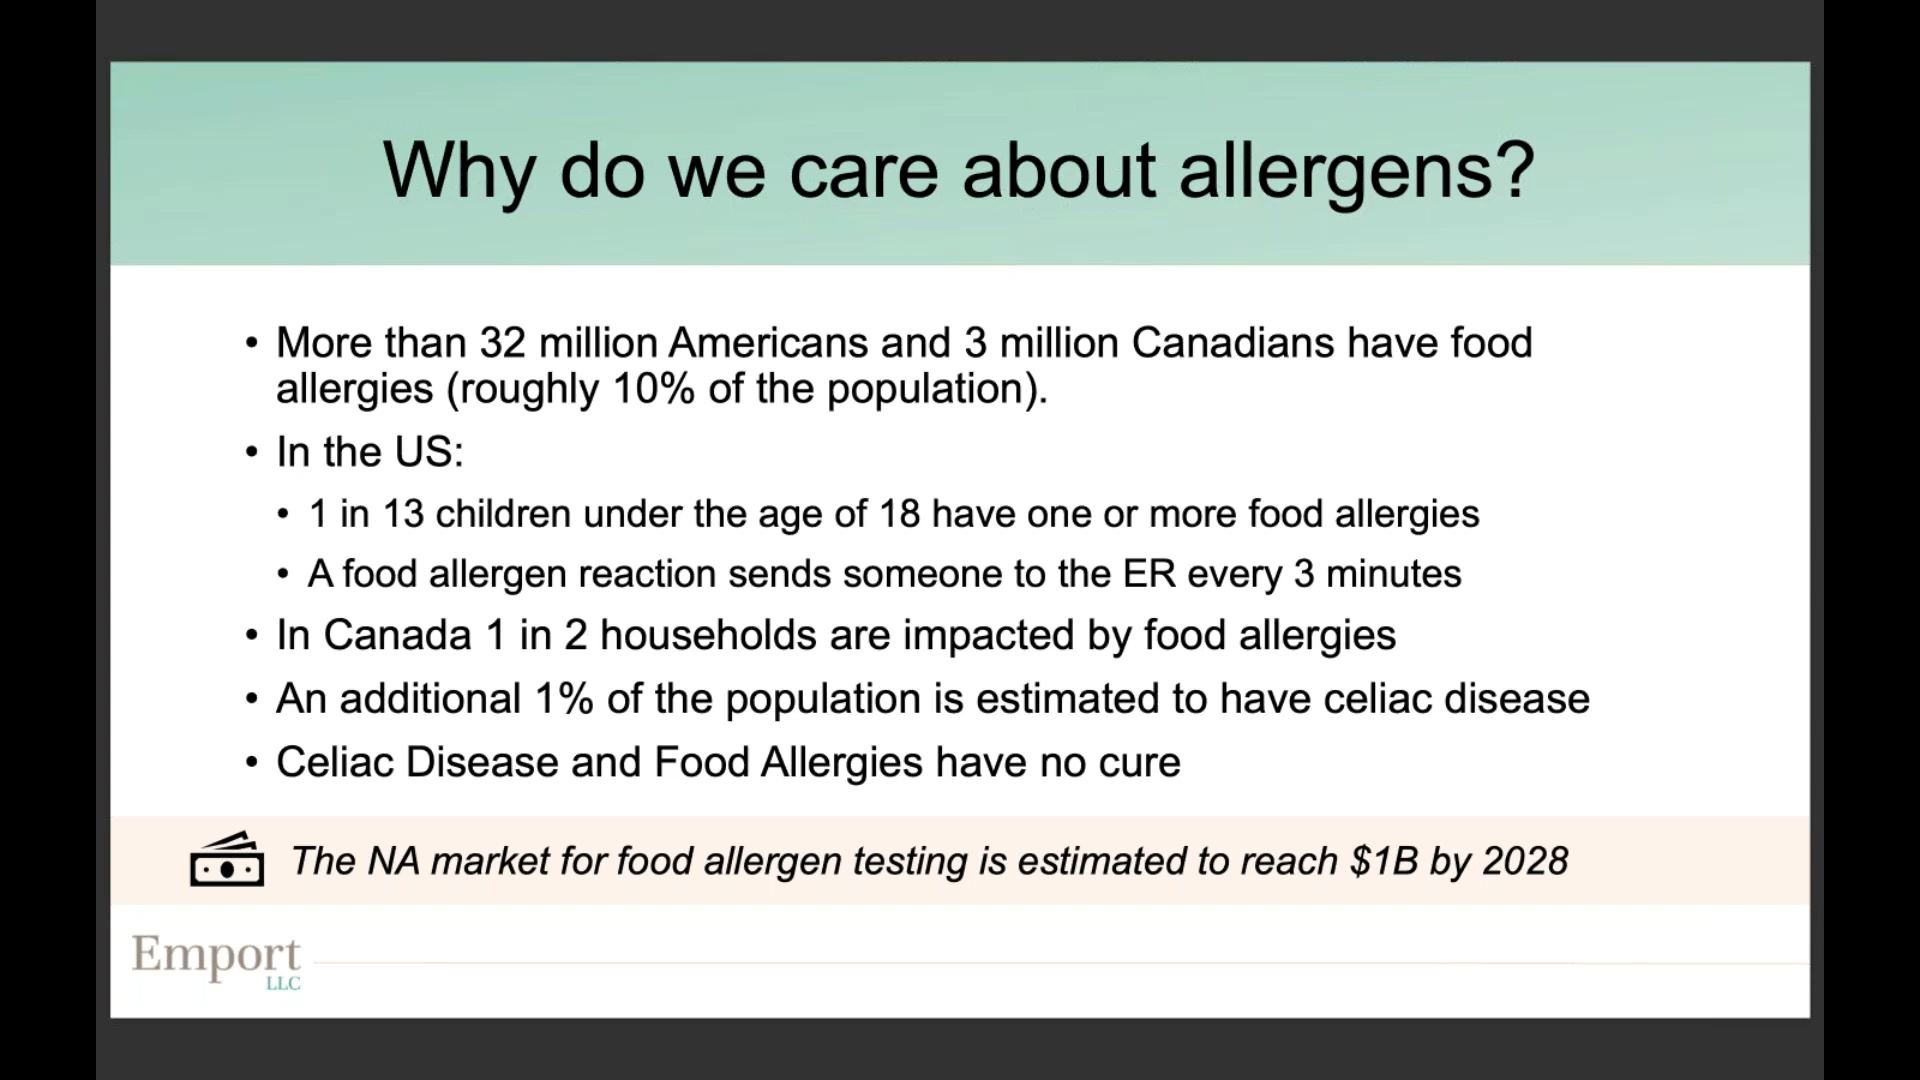 Why do we care about allergens?
• More than 32 million Americans and 3 million Canadians have food
allergies (roughly 10% of the population).
• In the US:
• 1 in 13 children under the age of 18 have one or more food allergies
• A food allergen reaction sends someone to the ER every 3 minutes
• In Canada 1 in 2 households are impacted by food allergies
• An additional 1% of the population is estimated to have celiac disease
• Celiac Disease and Food Allergies have no cure
The NA market for food allergen testing is estimated to reach $1B by 2028
Emport
LLC